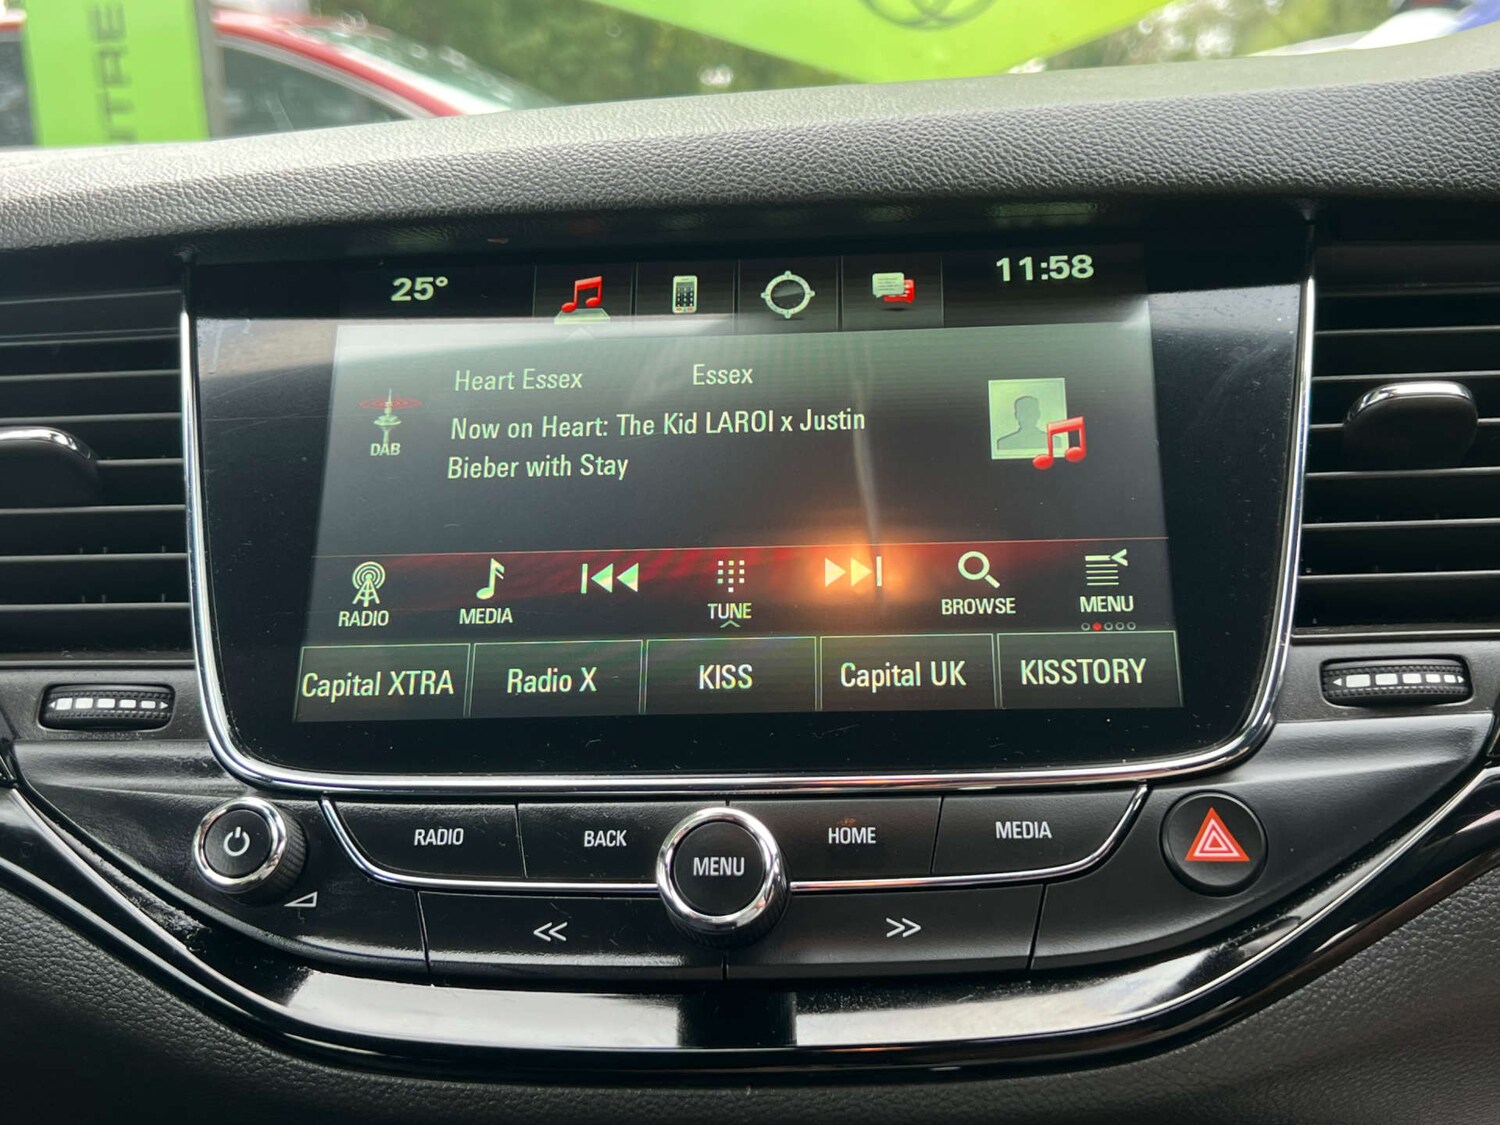 25°
11:58
Heart Essex Essex
Now on Heart: The Kid LAROI x Justin
Bieber with Stay
DAB
RADIO MEDIA TUNE BROWSE MENU
Capital XTRA Radio X KISS Capital UK KISSTORY
RADIO BACK MENU HOME MEDIA